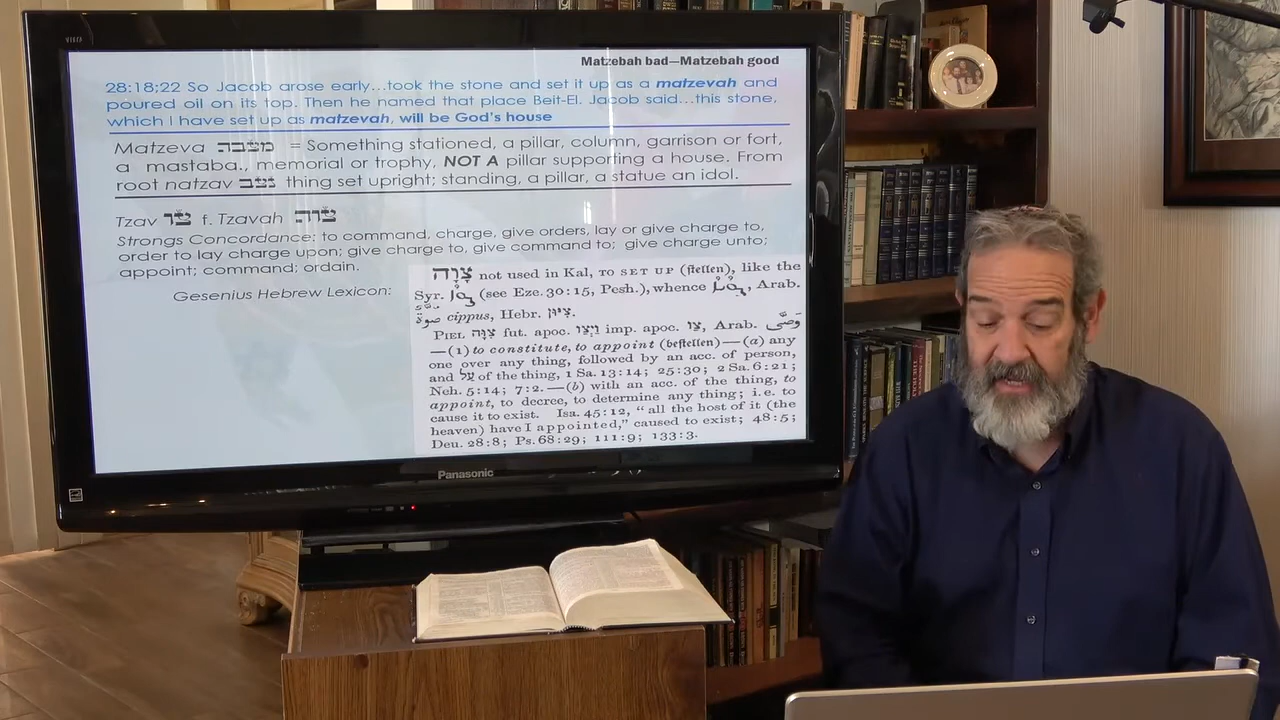 Matzebah bad—Matzebah good
28:18;22 So Jacob arose early...took the stone and set it up as a matzevah and
poured oil on its top. Then he named that place Beit-El. Jacob said...this stone,
which I have set up as matzevah, will be God's house
Matzeva מצבה = Something stationed, a pillar, column, garrison or fort,
a mastaba., memorial or trophy, NOT A pillar supporting a house. From
root natzav נצב thing set upright; standing, a pillar, a statue an idol.
Tzav צו f. Tzavah צוה
Strongs Concordance: to command, charge, give orders, lay or give charge to,
order to lay charge upon; give charge to, give command to; give charge unto;
appoint; command; ordain.
Gesenius Hebrew Lexicon:
צָוָה not used in Kal, TO SET UP (stellen), like the
Syr. (see Eze. 30:15, Pesh.), whence Arab.
cippus, Hebr. צִיּוּן.
PIEL צִוָּה fut. apoc. וַיְצַו imp. apoc. צַו, Arab. وصّى
—(1) to constitute, to appoint (bestellen)—(a) any
one over any thing, followed by an acc. of person,
and עַל of the thing, 1 Sa. 13:14; 25:30; 2 Sa. 6:21;
Neh. 5:14; 7:2.—(b) with an acc. of the thing, to
appoint, to decree, to determine any thing; i.e. to
cause it to exist. Isa. 45:12, "all the host of it (the
heaven) have I appointed," caused to exist; 48:5;
Deu. 28:8; Ps. 68:29; 111:9; 133:3.
Panasonic